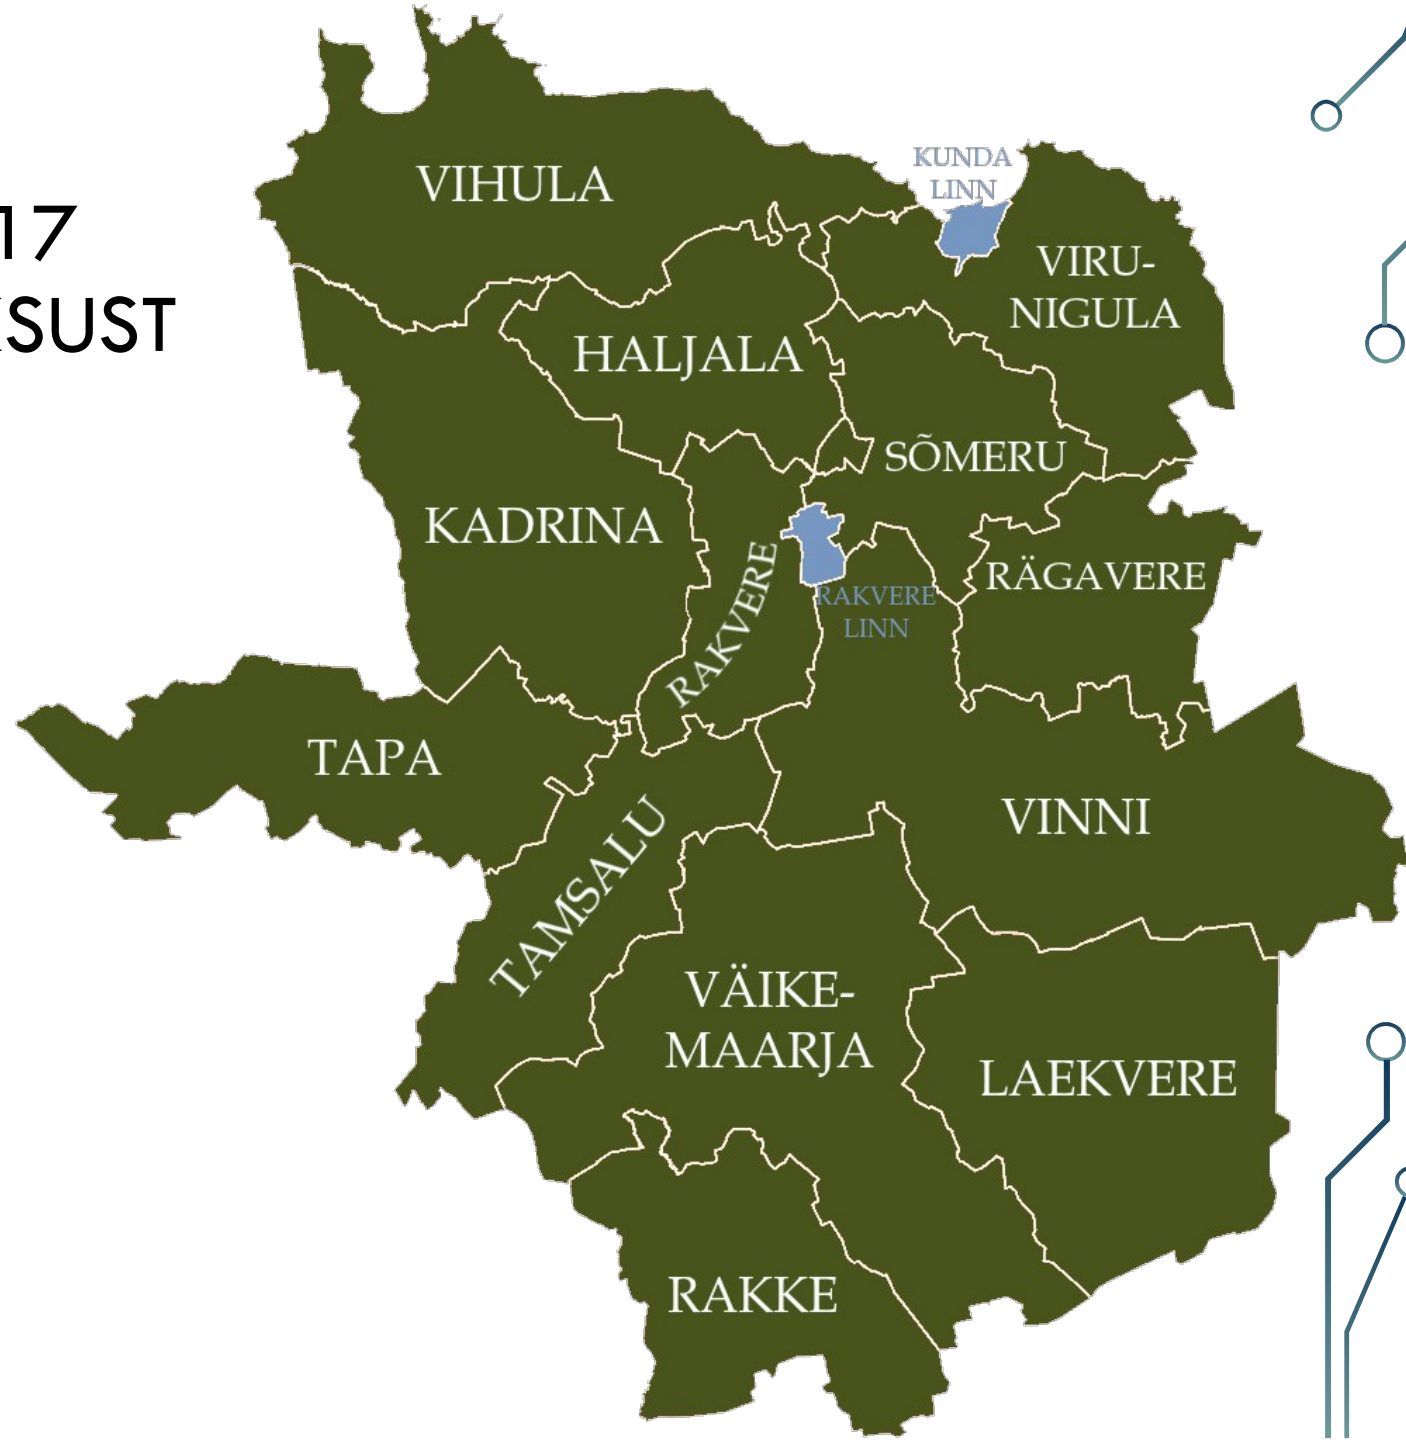 17
KSUST
KUNDA
LINN
VIHULA
VIRU-
NIGULA
HALJALA
SÕMERU
KADRINA
RÄGAVERE
RAKVERE
RAKVERE
LINN
TAPA
VINNI
TAMSALU
VÄIKE-
MAARJA
LAEKVERE
RAKKE